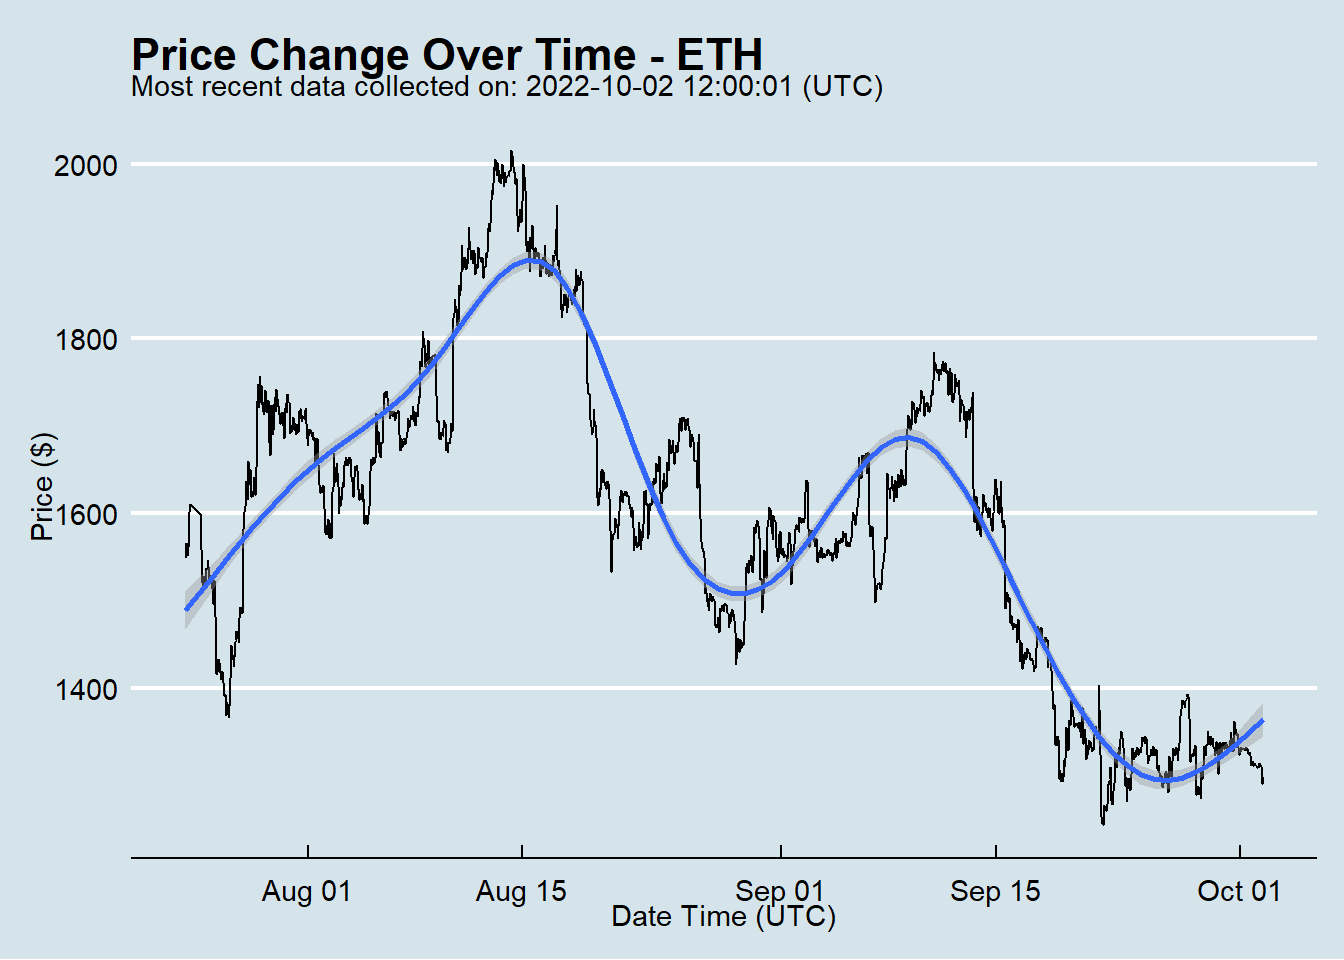 Price Change Over Time - ETH
Most recent data collected on: 2022-10-02 12:00:01 (UTC)
2000
1800
1600
1400
Price ($)
Aug 01
Aug 15
Sep 01
Sep 15
Oct 01
Date Time (UTC)